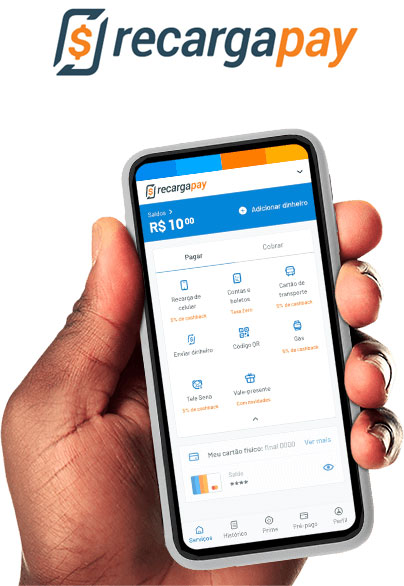 recargapay
recargapay
Saldos >
R$ 10 00
Adicionar dinheiro
Pagar
Cobrar
Recarga de celular
5% de cashback
Contas e boletos
Taxa Zero
Cartão de transporte
5% de cashback
Enviar dinheiro
Código QR
Gás
5% de cashback
Tele Sena
5% de cashback
Vale-presente
Com novidades
Meu cartão físico: final 0000
Ver mais
Saldo
****
Serviços
Histórico
Prime
Pré-pago
Perfil